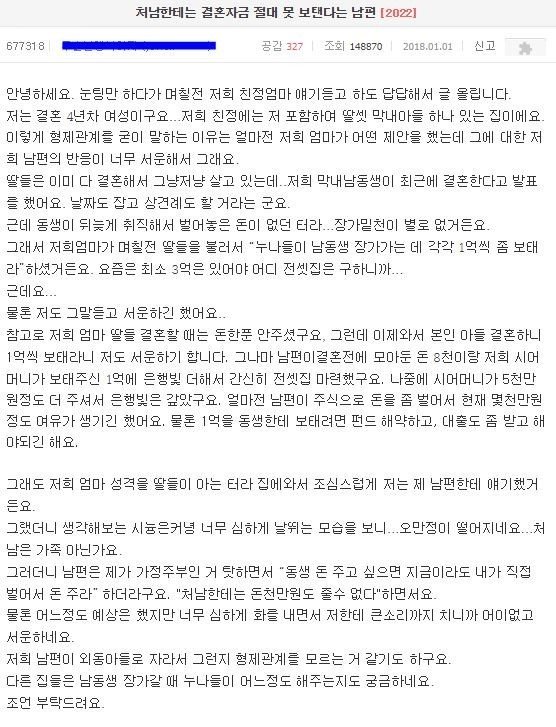 처남한테는 결혼자금 절대 못 보탠다는 남편 [2022]
677318 공감 327 조회 148870 2018.01.01 신고
안녕하세요. 눈팅만 하다가 며칠전 저희 친정엄마 얘기듣고 하도 답답해서 글 올립니다.
저는 결혼 4년차 여성이구요...저희 친정에는 저 포함하여 딸셋 막내아들 하나 있는 집이에요.
이렇게 형제관계를 굳이 말하는 이유는 얼마전 저희 엄마가 어떤 제안을 했는데 그에 대한 저
희 남편의 반응이 너무 서운해서 그래요.
딸들은 이미 다 결혼해서 그냥저냥 살고 있는데..저희 막내남동생이 최근에 결혼한다고 발표
를 했어요. 날짜도 잡고 상견례도 할 거라는 군요.
근데 동생이 뒤늦게 취직해서 벌어놓은 돈이 없던 터라...장가밑천이 별로 없거든요.
그래서 저희엄마가 며칠전 딸들을 불러서 "누나들이 남동생 장가가는 데 각각 1억씩 좀 보태
라"하셨거든요. 요즘은 최소 3억은 있어야 어디 전셋집은 구하니까...
근데요...
물론 저도 그말듣고 서운하긴 했어요..
참고로 저희 엄마 딸들 결혼할 때는 돈한푼 안주셨구요, 그런데 이제와서 본인 아들 결혼하니
1억씩 보태라니 저도 서운하기 합니다. 그나마 남편이결혼전에 모아둔 돈 8천이랑 저희 시어
머니가 보태주신 1억에 은행빚 더해서 간신히 전셋집 마련했구요. 나중에 시어머니가 5천만
원정도 더 주셔서 은행빚은 갚았구요. 얼마전 남편이 주식으로 돈을 좀 벌어서 현재 몇천만원
정도 여유가 생기긴 했어요. 물론 1억을 동생한테 보태려면 펀드 해약하고, 대출도 좀 받고 해
야되긴 해요.
그래도 저희 엄마 성격을 딸들이 아는 터라 집에와서 조심스럽게 저는 제 남편한테 얘기했거
든요.
그랬더니 생각해보는 시늉은커녕 너무 심하게 날뛰는 모습을 보니...오만정이 떨어지네요...처
남은 가족 아닌가요.
그러더니 남편은 제가 가정주부인 거 탓하면서 "동생 돈 주고 싶으면 지금이라도 내가 직접
벌어서 돈 주라" 하더라구요. "처남한테는 돈천만원도 줄수 없다"하면서요.
물론 어느정도 예상은 했지만 너무 심하게 화를 내면서 저한테 큰소리까지 치니까 어이없고
서운하네요.
저희 남편이 외동아들로 자라서 그런지 형제관계를 모르는 거 같기도 하구요.
다른 집들은 남동생 장가갈 때 누나들이 어느정도 해주는지도 궁금하네요.
조언 부탁드려요.